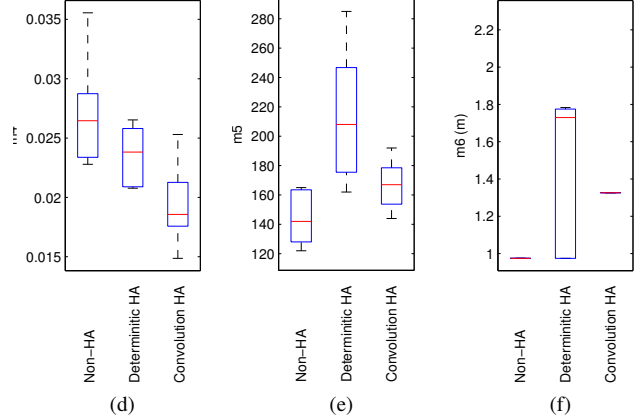 0.035
0.03
0.025
0.02
0.015
Non−HA
Determinitic HA
Convolution HA
(d)
m5
280
260
240
220
200
180
160
140
120
Non−HA
Determinitic HA
Convolution HA
(e)
m6 (m)
2.2
2
1.8
1.6
1.4
1.2
1
Non−HA
Determinitic HA
Convolution HA
(f)